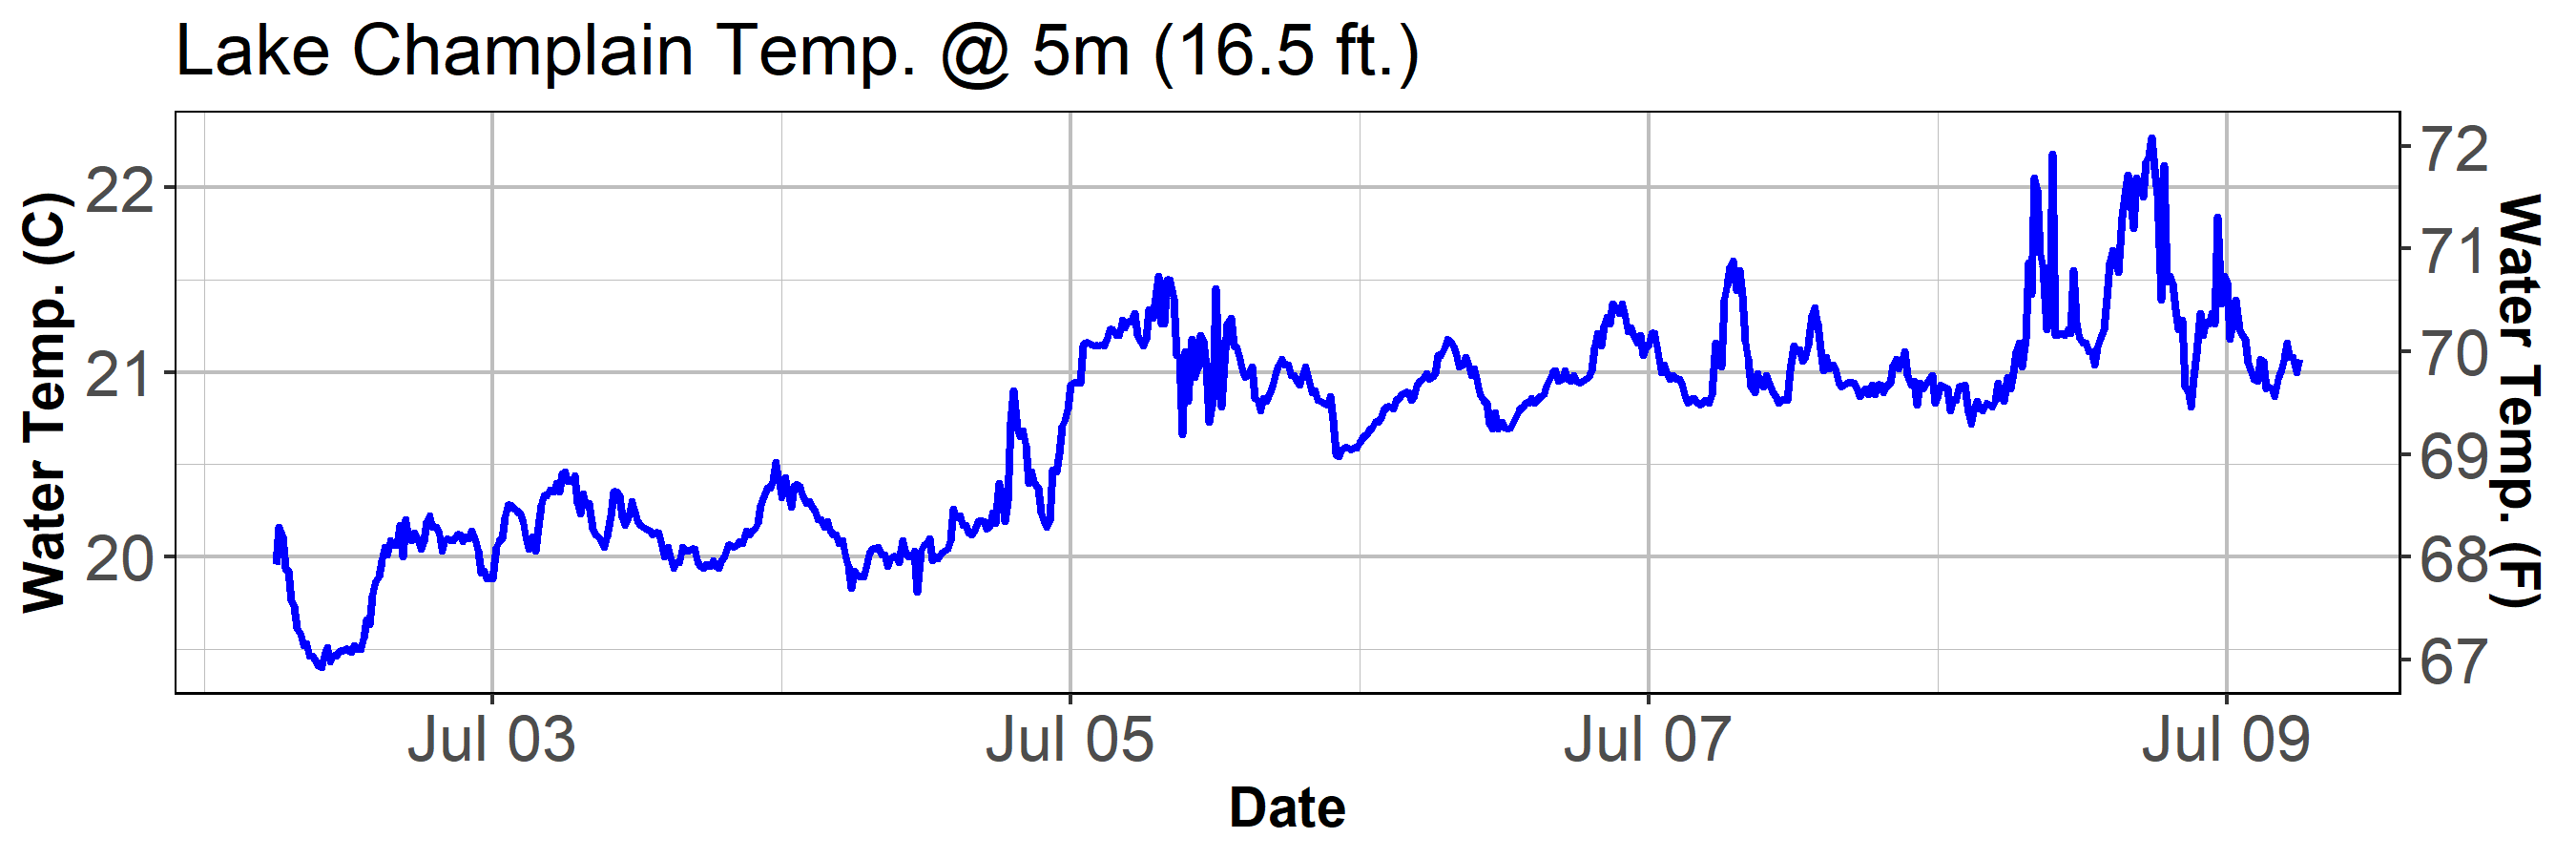 Lake Champlain Temp. @ 5m (16.5 ft.)
Water Temp. (C)
22
21
20
72
71
70
69
68
67
Water Temp. (F)
Jul 03 Jul 05 Jul 07 Jul 09
Date